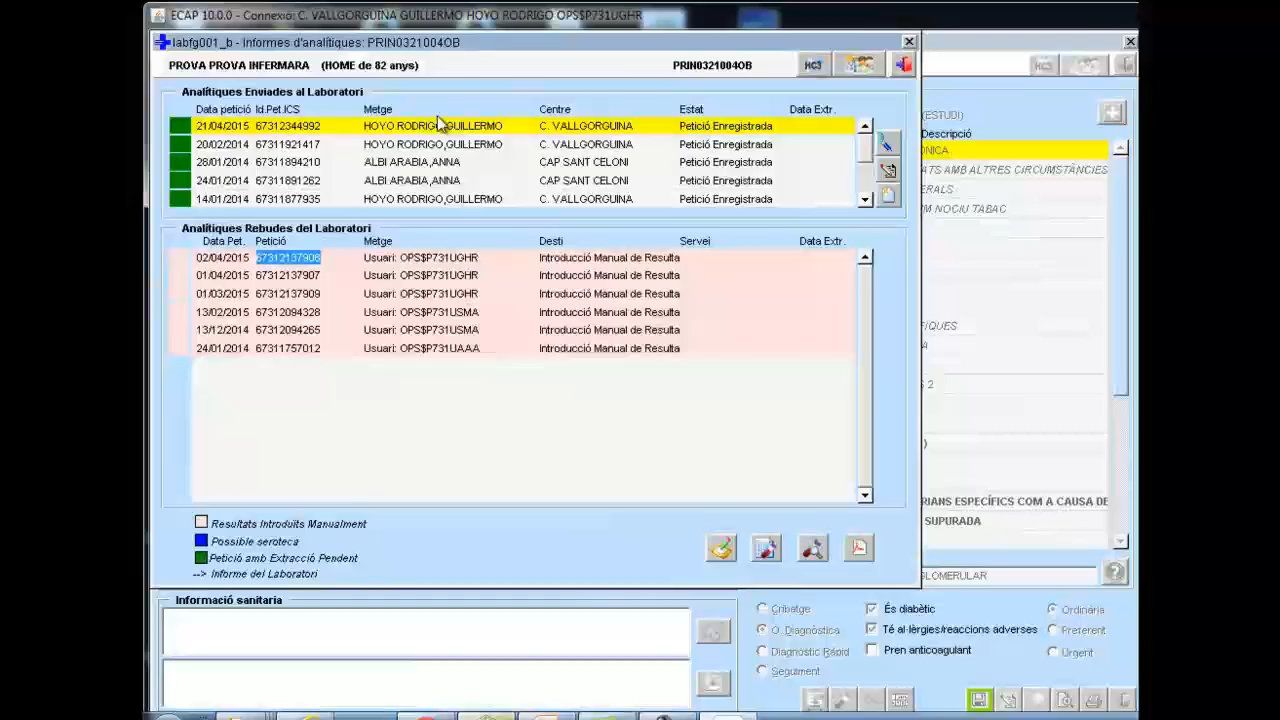 ECAP 10.0.0 - Connexió: C. VALLGORGUINA GUILLERMO HOYO RODRIGO OPS$P731UGHR
labfg001_b - Informes d'analítiques: PRIN0321004OB
PROVA PROVA INFERMARA (HOME de 82 anys) PRIN0321004OB HC3
HC3
Analítiques Enviades al Laboratori
Data petició Id.Pet.ICS Metge Centre Estat Data Extr.
21/04/2015 67312344992 HOYO RODRIGO,GUILLERMO C. VALLGORGUINA Petició Enregistrada
20/02/2014 67311921417 HOYO RODRIGO,GUILLERMO C. VALLGORGUINA Petició Enregistrada
28/01/2014 67311894210 ALBI ARABIA,ANNA CAP SANT CELONI Petició Enregistrada
24/01/2014 67311891262 ALBI ARABIA,ANNA CAP SANT CELONI Petició Enregistrada
14/01/2014 67311877935 HOYO RODRIGO,GUILLERMO C. VALLGORGUINA Petició Enregistrada
Analítiques Rebudes del Laboratori
Data Pet. Petició Metge Desti Servei Data Extr.
02/04/2015 67312137908 Usuari: OPS$P731UGHR Introducció Manual de Resulta
01/04/2015 67312137907 Usuari: OPS$P731UGHR Introducció Manual de Resulta
01/03/2015 67312137909 Usuari: OPS$P731UGHR Introducció Manual de Resulta
13/02/2015 67312094328 Usuari: OPS$P731USMA Introducció Manual de Resulta
13/12/2014 67312094265 Usuari: OPS$P731USMA Introducció Manual de Resulta
24/01/2014 67311757012 Usuari: OPS$P731UAAA Introducció Manual de Resulta
Resultats Introduïts Manualment
Possible seroteca
Petició amb Extracció Pendent
--> Informe del Laboratori
(ESTUDI)
Descripció
ÒNICA
ATS AMB ALTRES CIRCUMSTÀNCIES
ERALS
M NOCIU TABAC
FIQUES
A
S 2
)
RIANS ESPECÍFICS COM A CAUSA DE
SUPURADA
GLOMERULAR
Informació sanitaria
Cribatge
O. Diagnòstica
Diagnòstic Ràpid
Seguiment
És diabètic
Té al·lèrgies/reaccions adverses
Pren anticoagulant
Ordinària
Preferent
Urgent